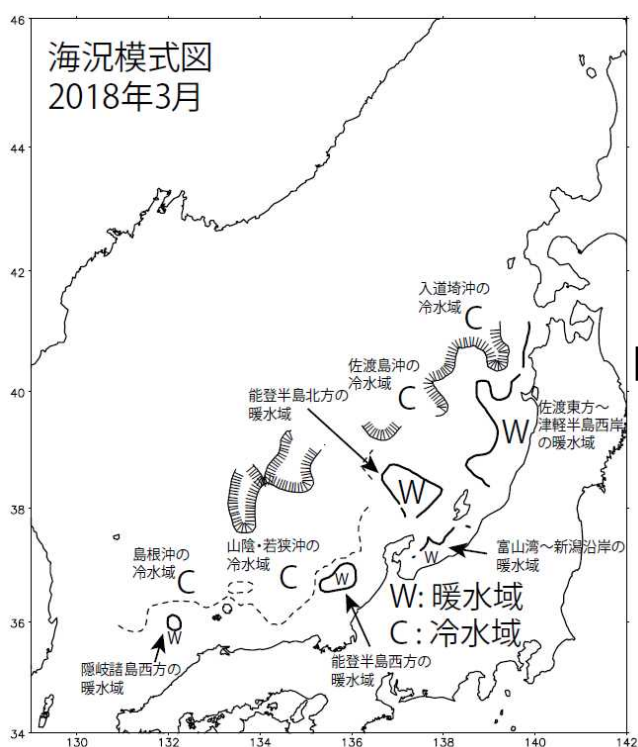 海況模式図
2018年3月
46
44
42
40
38
36
34
入道埼沖の
冷水域
C
佐渡島沖の
冷水域
C
能登半島北方の
暖水域
W
佐渡東方～
津軽半島西岸
の暖水域
W
島根沖の
冷水域
C
山陰・若狭沖の
冷水域
C
富山湾～新潟沿岸の
暖水域
W
W
W: 暖水域
C: 冷水域
W
隠岐諸島西方の
暖水域
能登半島西方の
暖水域
130
132
134
136
138
140
142